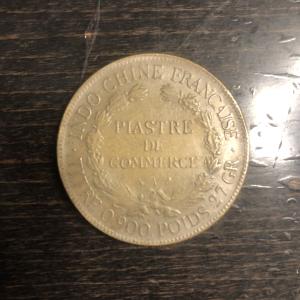 INDO-CHINE FRANÇAISE
PIASTRE
DE
COMMERCE
A
TITRE 0,900 POIDS 27 GR.